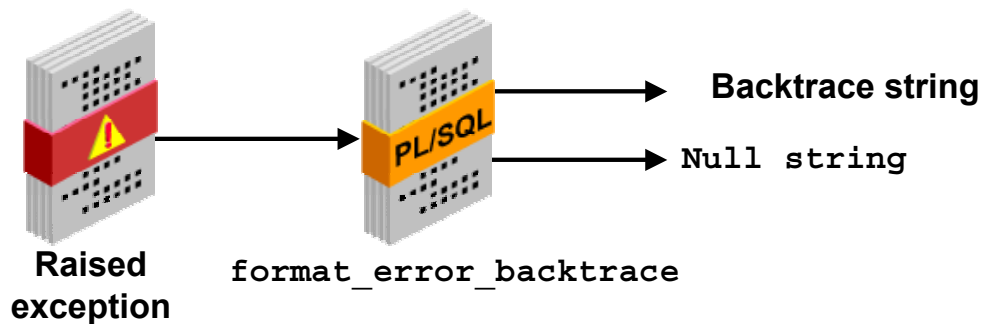 PL/SQL
Backtrace string
Null string
Raised
exception
format_error_backtrace